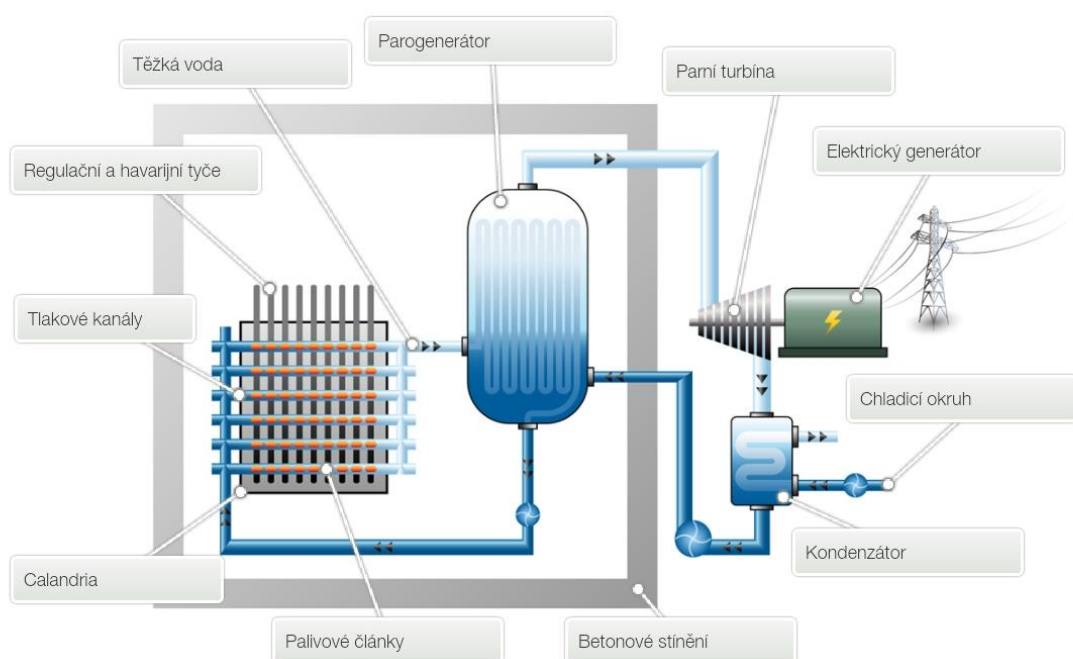 Parogenerátor
Těžká voda
Parní turbína
Elektrický generátor
Regulační a havarijní tyče
Tlakové kanály
Chladicí okruh
Kondenzátor
Calandria
Palivové články
Betonové stínění